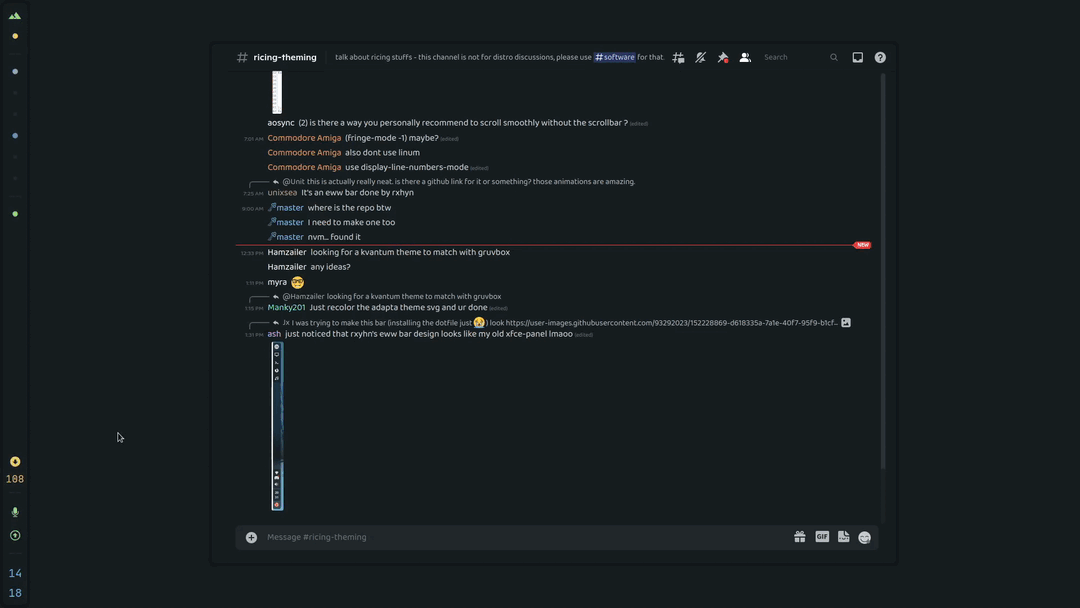 ricing-theming talk about ricing stuffs - this channel is not for distro discussions, please use #software for that. Search
aosync (2) is there a way you personally recommend to scroll smoothly without the scrollbar ? (edited)
7:01 AM Commodore Amiga (fringe-mode -1) maybe? (edited)
Commodore Amiga also dont use linum
Commodore Amiga use display-line-numbers-mode (edited)
@Unit this is actually really neat. is there a github link for it or something? those animations are amazing.
7:25 AM unixsea It's an eww bar done by rxhyn
8:00 AM master where is the repo btw
master I need to make one too
master nvm... found it
NEW
12:33 PM Hamzailer looking for a kvantum theme to match with gruvbox
Hamzailer any ideas?
1:11 PM myra
@Hamzailer looking for a kvantum theme to match with gruvbox
1:15 PM Manky201 Just recolor the adapta theme svg and ur done (edited)
JX I was trying to make this bar (installing the dotfile just ) look https://user-images.githubusercontent.com/93292023/152228869-d618335a-7a1e-40f7-95f9-b1cf...
1:31 PM ash just noticed that rxyhn's eww bar design looks like my old xfce-panel lmaoo (edited)
Message #ricing-theming GIF
108
14
18